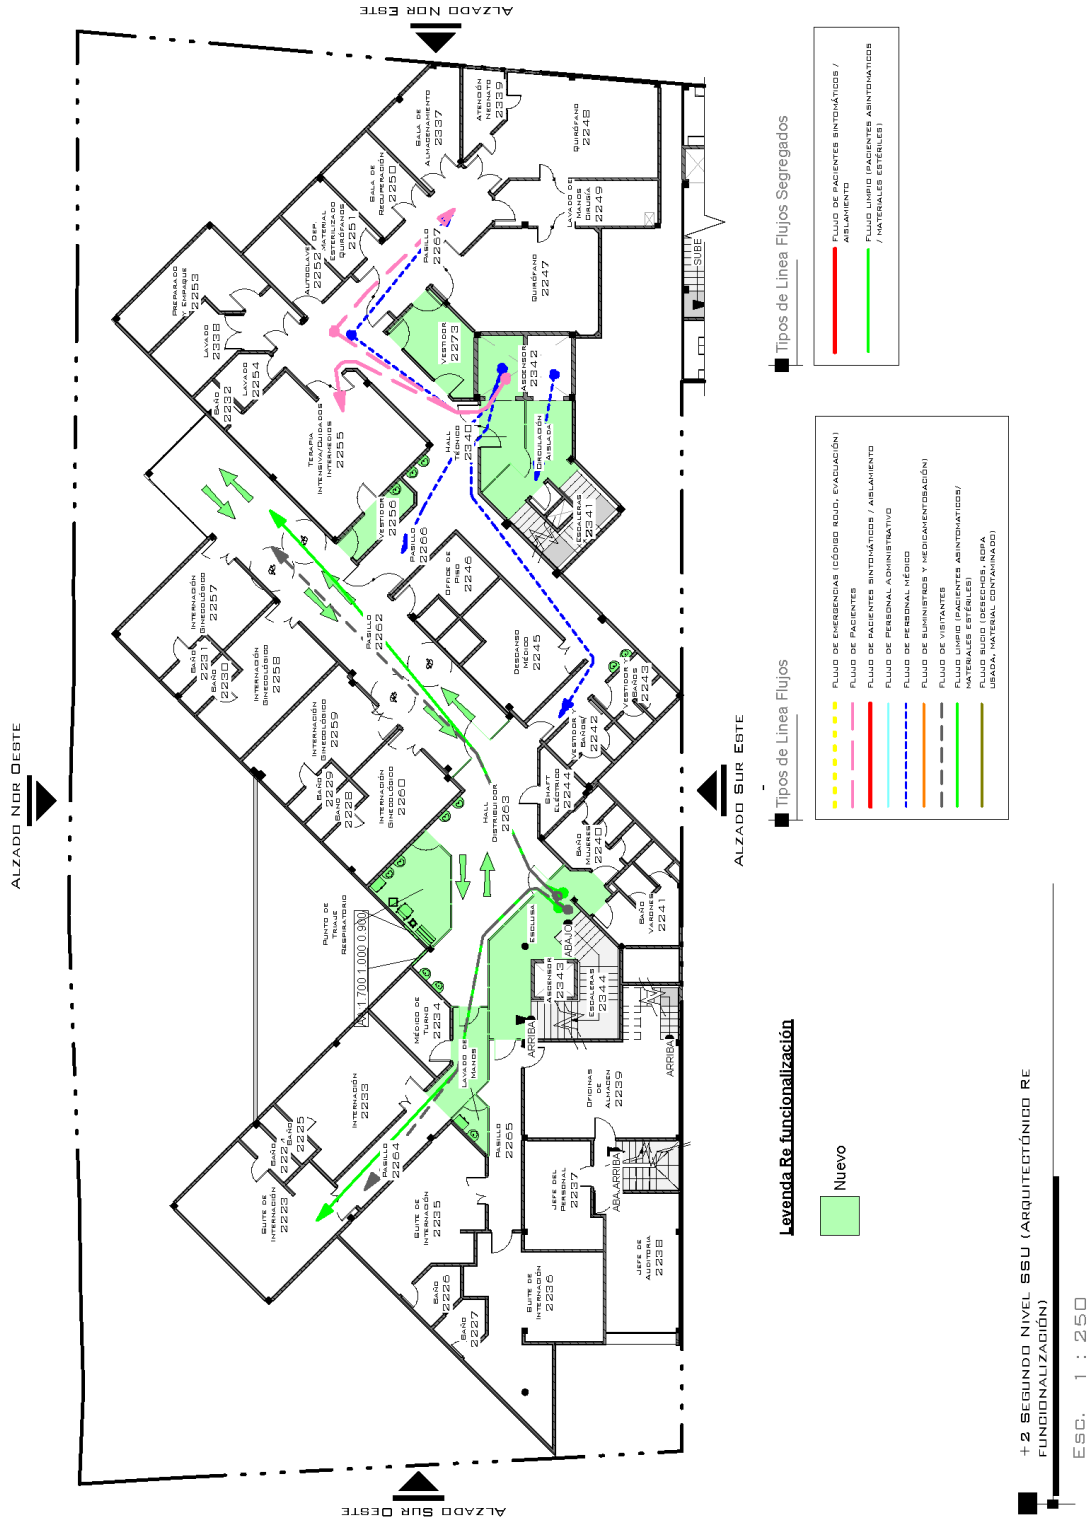 ALZADO NOR ESTE
ALZADO NOR OESTE
ALZADO SUR ESTE
ALZADO SUR OESTE
PREPARADO
Y EMPAQUE
2253
LAVADO
2338
LAVADO
2254
BAÑO
2232
AUTOCLAVE
2252
DEP.
MATERIAL
ESTERILIZADO
QUIRÓFANOS
2251
SALA DE
RECUPERACIÓN
2250
SALA DE
ALMACENAMIENTO
2337
ATENCIÓN
NEONATO
2339
QUIRÓFANO
2248
LAVADO DE
MANOS
CIRUGÍA
2249
PASILLO
2267
QUIRÓFANO
2247
VESTIDOR
2273
ASCENSOR
2342
TERAPIA
INTENSIVA/CUIDADOS
INTERMEDIOS
2255
HALL
TÉCNICO
2340
CIRCULACIÓN
AISLADA
ESCALERAS
2341
VESTIDOR
2256
PASILLO
2266
OFFICE DE
PISO
2246
DESCANSO
MÉDICO
2245
VESTIDOR Y
BAÑOS
2243
VESTIDOR Y
BAÑOS
2242
SHAFT
ELÉCTRICO
2244
BAÑO
MUJERES
2240
BAÑO
VARONES
2241
INTERNACIÓN
GINECOLÓGICO
2257
BAÑO
2231
BAÑO
2230
INTERNACIÓN
GINECOLÓGICO
2258
PASILLO
2262
INTERNACIÓN
GINECOLÓGICO
2259
BAÑO
2229
BAÑO
2228
INTERNACIÓN
GINECOLÓGICO
2260
HALL
DISTRIBUIDOR
2263
PUNTO DE
TRIAJE
RESPIRATORIO
ESCLUSA
ABAJO
ASCENSOR
2343
ESCALERAS
2344
ARRIBA
ARRIBA
MÉDICO DE
TURNO
2234
LAVADO DE
MANOS
INTERNACIÓN
2233
BAÑO
2225
BAÑO
2224
SUITE DE
INTERNACIÓN
2223
PASILLO
2264
PASILLO
2265
OFICINAS
DE
ALMACEN
2239
JEFE DEL
PERSONAL
2237
ARRIBA
JEFE DE
AUDITORIA
2238
SUITE DE
INTERNACIÓN
2235
SUITE DE
INTERNACIÓN
2236
BAÑO
2226
BAÑO
2227
SUBE
Tipos de Linea Flujos Segregados
FLUJO DE PACIENTES SINTOMÁTICOS /
AISLAMIENTO
FLUJO LIMPIO (PACIENTES ASINTOMATICOS
/ MATERIALES ESTÉRILES)
Tipos de Linea Flujos
FLUJO DE EMERGENCIAS (CÓDIGO ROJO, EVACUACIÓN)
FLUJO DE PACIENTES
FLUJO DE PACIENTES SINTOMÁTICOS / AISLAMIENTO
FLUJO DE PERSONAL ADMINISTRATIVO
FLUJO DE PERSONAL MÉDICO
FLUJO DE SUMINISTROS Y MEDICAMENTOSACIÓN)
FLUJO DE VISITANTES
FLUJO LIMPIO (PACIENTES ASINTOMATICOS/
MATERIALES ESTÉRILES)
FLUJO SUCIO (DESECHOS, ROPA
USADA, MATERIAL CONTAMINADO)
Leyenda Re funcionalización
Nuevo
+2 SEGUNDO NIVEL SSU (ARQUITECTÓNICO RE
FUNCIONALIZACIÓN)
ESC. 1 : 250